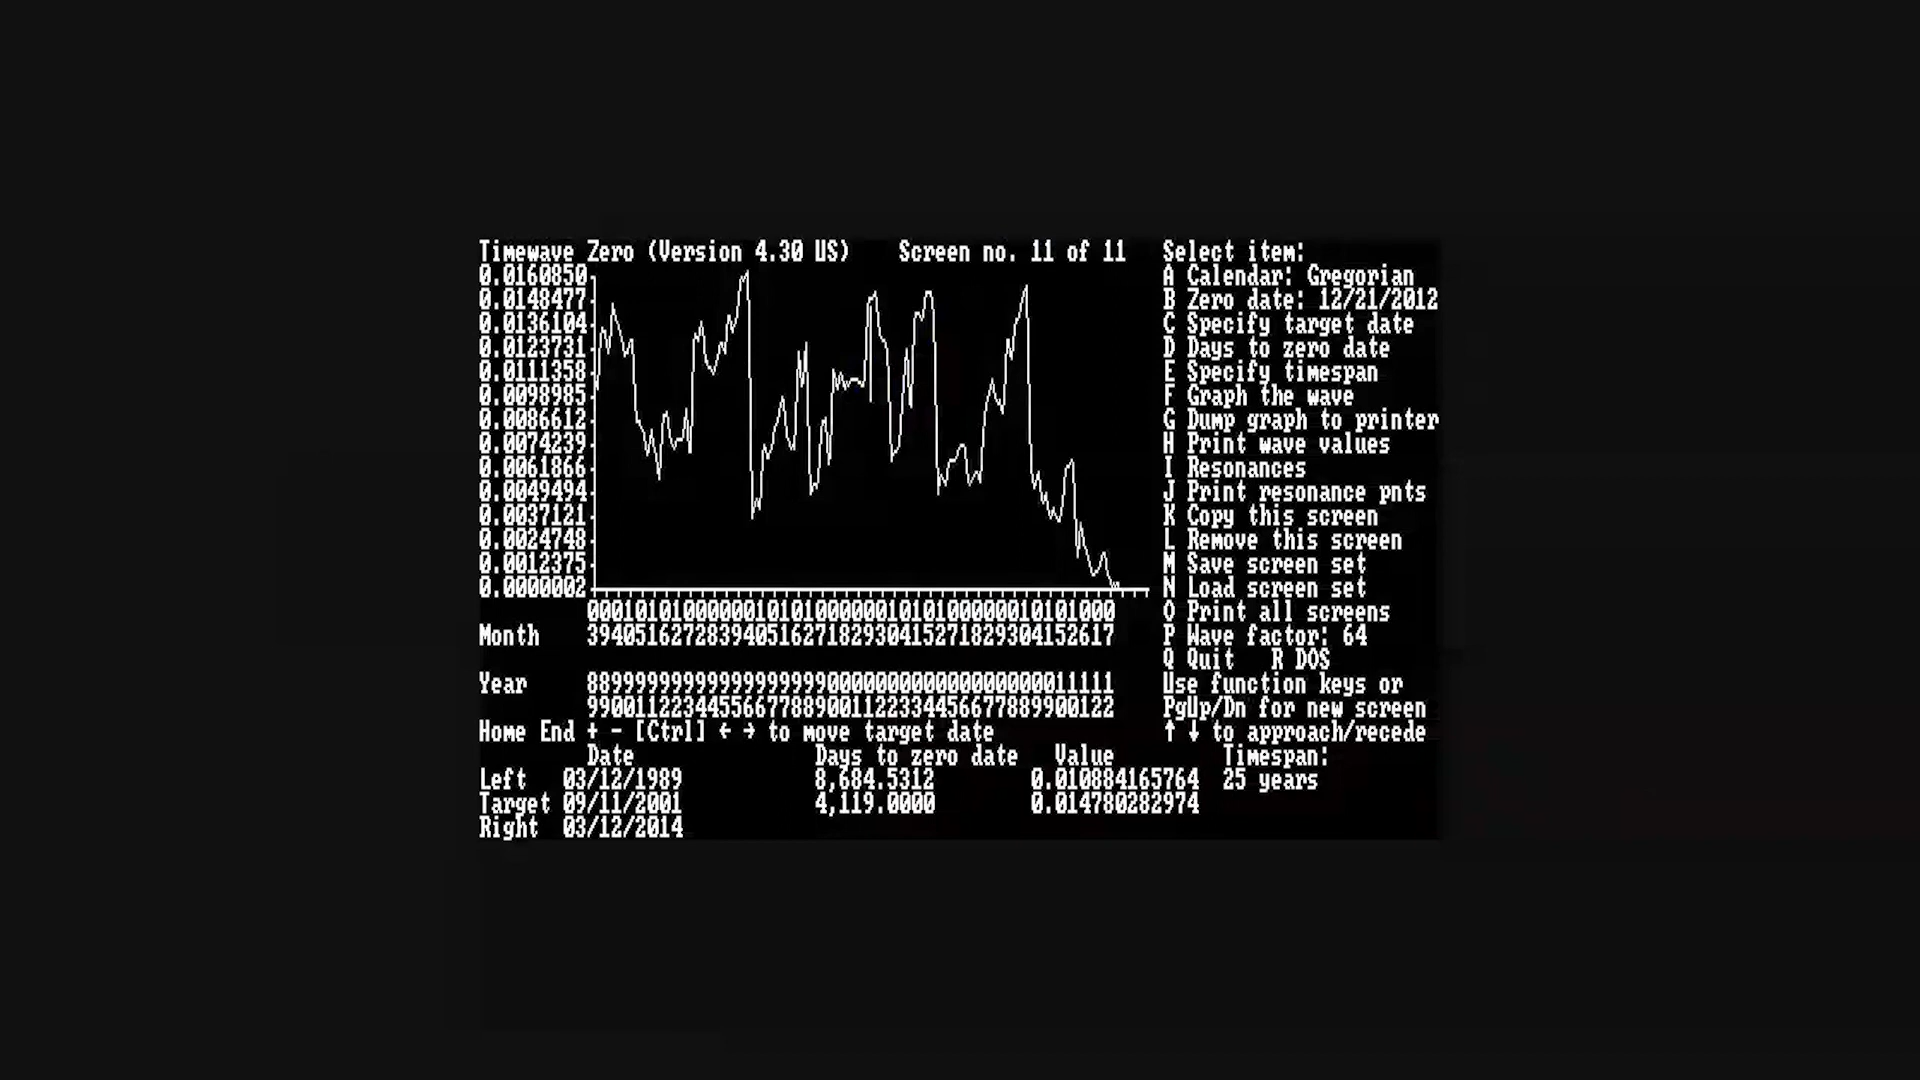 Timewave Zero (Version 4.30 US) Screen no. 11 of 11 Select item:
0.0160850 A Calendar: Gregorian
0.0148477 B Zero date: 12/21/2012
0.0136104 C Specify target date
0.0123731 D Days to zero date
0.0111358 E Specify timespan
0.0098985 F Graph the wave
0.0086612 G Dump graph to printer
0.0074239 H Print wave values
0.0061866 I Resonances
0.0049494 J Print resonance pnts
0.0037121 K Copy this screen
0.0024748 L Remove this screen
0.0012375 M Save screen set
0.0000002 N Load screen set
00010101000000101010000001010100000010101000 O Print all screens
Month 39405162728394051627182930415271829304152617 P Wave factor: 64
Q Quit R DOS
Year 88999999999999999999000000000000000000011111 Use function keys or
99001122344556677889001122334456677889900122 PgUp/Dn for new screen
Home End + - [Ctrl] ← → to move target date ↑ ↓ to approach/recede
Date Days to zero date Value Timespan:
Left 03/12/1989 8,684.5312 0.010884165764 25 years
Target 09/11/2001 4,119.0000 0.014780282974
Right 03/12/2014